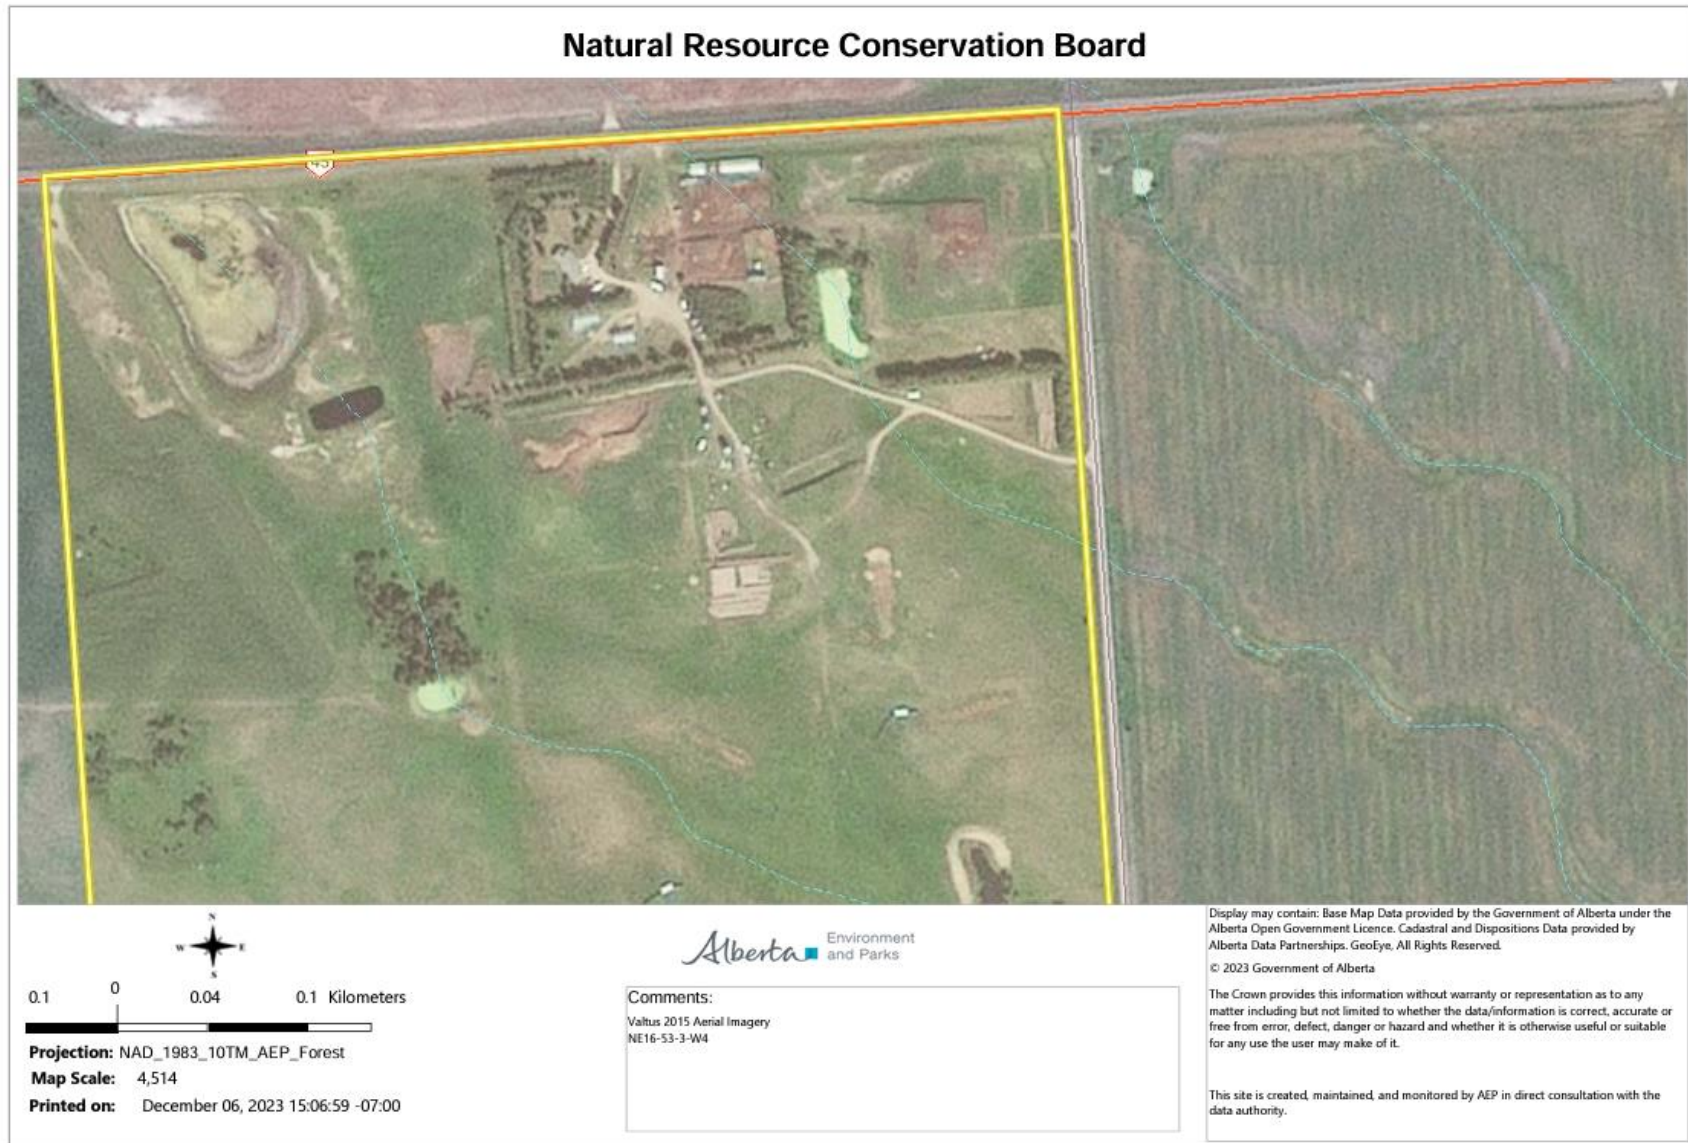 Natural Resource Conservation Board
45
N
W E
S
0.1 0 0.04 0.1 Kilometers
Projection: NAD_1983_10TM_AEP_Forest
Map Scale: 4,514
Printed on: December 06, 2023 15:06:59 -07:00
Alberta Environment
and Parks
Comments:
Valtus 2015 Aerial Imagery
NE16-53-3-W4
Display may contain: Base Map Data provided by the Government of Alberta under the
Alberta Open Government Licence. Cadastral and Dispositions Data provided by
Alberta Data Partnerships. GeoEye, All Rights Reserved.
© 2023 Government of Alberta
The Crown provides this information without warranty or representation as to any
matter including but not limited to whether the data/information is correct, accurate or
free from error, defect, danger or hazard and whether it is otherwise useful or suitable
for any use the user may make of it.
This site is created, maintained, and monitored by AEP in direct consultation with the
data authority.